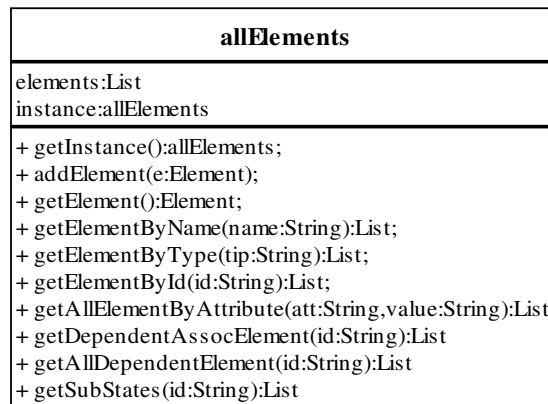 allElements
elements:List
instance:allElements
+ getInstance():allElements;
+ addElement(e:Element);
+ getElement():Element;
+ getElementByName(name:String):List;
+ getElementByType(tip:String):List;
+ getElementById(id:String):List;
+ getAllElementByAttribute(att:String,value:String):List
+ getDependentAssocElement(id:String):List
+ getAllDependentElement(id:String):List
+ getSubStates(id:String):List